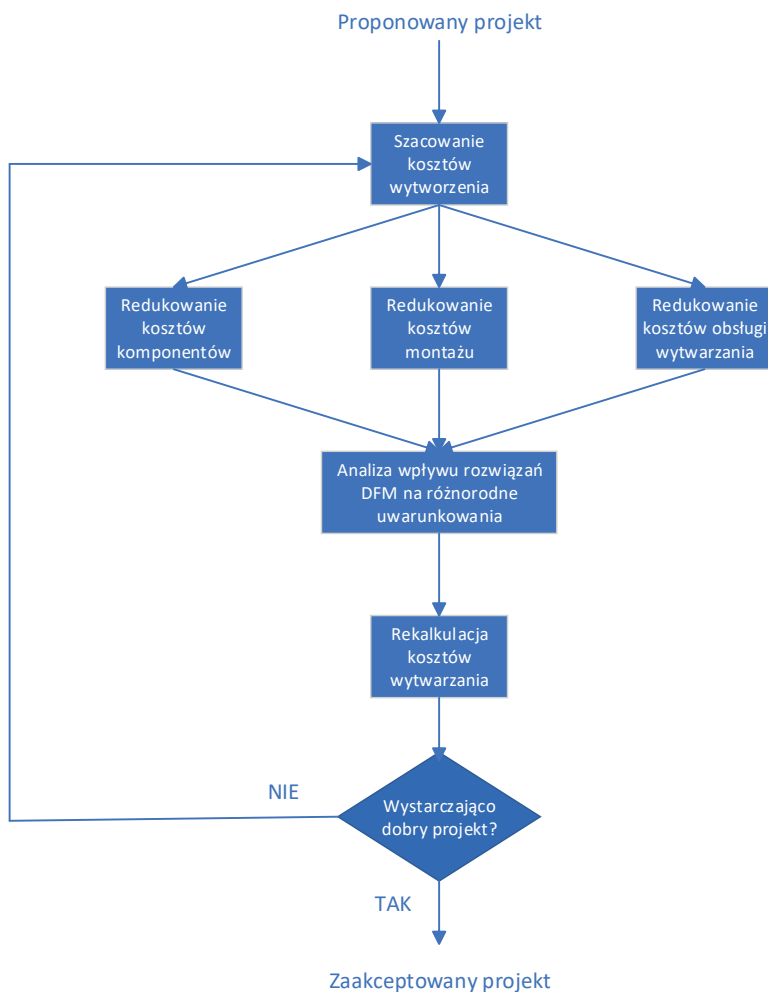 Proponowany projekt
Szacowanie
kosztów
wytworzenia
Redukowanie
kosztów
komponentów
Redukowanie
kosztów
montażu
Redukowanie
kosztów obsługi
wytwarzania
Analiza wpływu rozwiązań
DFM na różnorodne
uwarunkowania
Rekalkulacja
kosztów
wytwarzania
NIE
Wystarczająco
dobry projekt?
TAK
Zaakceptowany projekt